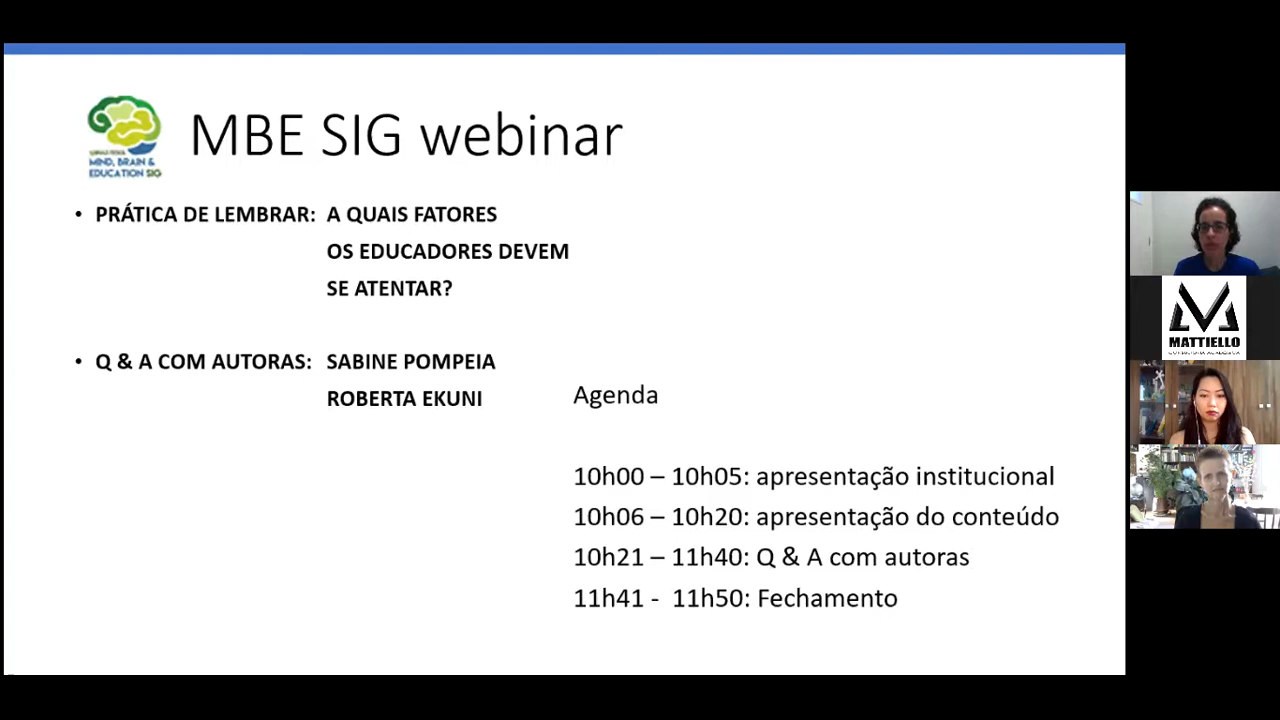 MBE SIG webinar
MIND, BRAIN &
EDUCATION SIG
• PRÁTICA DE LEMBRAR: A QUAIS FATORES
OS EDUCADORES DEVEM
SE ATENTAR?
• Q & A COM AUTORAS: SABINE POMPEIA
ROBERTA EKUNI
Agenda
10h00 – 10h05: apresentação institucional
10h06 – 10h20: apresentação do conteúdo
10h21 – 11h40: Q & A com autoras
11h41 - 11h50: Fechamento
MATTIELLO